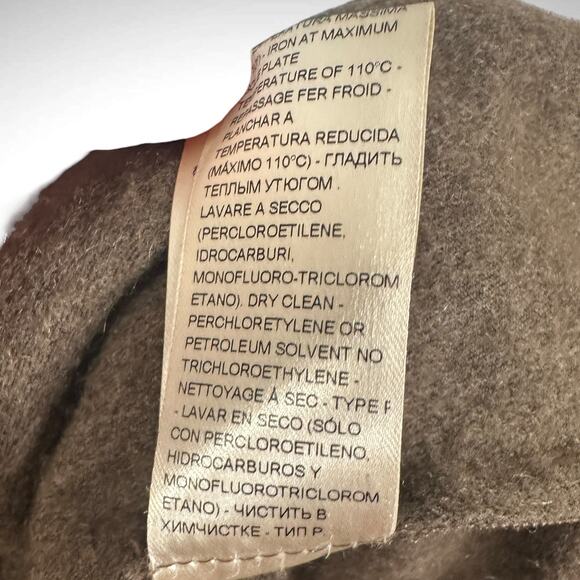 MASSIMA
IRON AT MAXIMUM
PLATE
TEMPERATURE OF 110°C -
REPASSAGE FER FROID -
PLANCHAR A
TEMPERATURA REDUCIDA
(MÁXIMO 110°C) - ГЛАДИТЬ
ТЕПЛЫМ УТЮГОМ .
LAVARE A SECCO
(PERCLOROETILENE,
IDROCARBURI,
MONOFLUORO-TRICLOROM
ETANO). DRY CLEAN -
PERCHLORETYLENE OR
PETROLEUM SOLVENT NO
TRICHLOROETHYLENE -
NETTOYAGE À SEC - TYPE P
- LAVAR EN SECO (SÓLO
CON PERCLOROETILENO,
HIDROCARBUROS Y
MONOFLUOROTRICLOROM
ETANO) - ЧИСТИТЬ В
ХИМЧИСТКЕ - ТИП P.